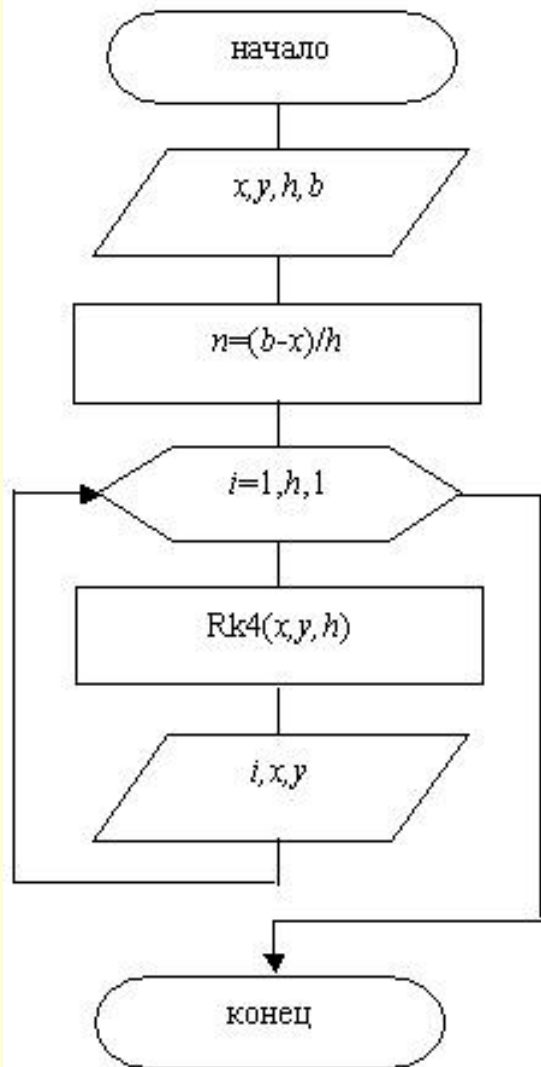 начало
x,y,h,b
n=(b-x)/h
i=1,h,1
Rk4(x,y,h)
i,x,y
конец